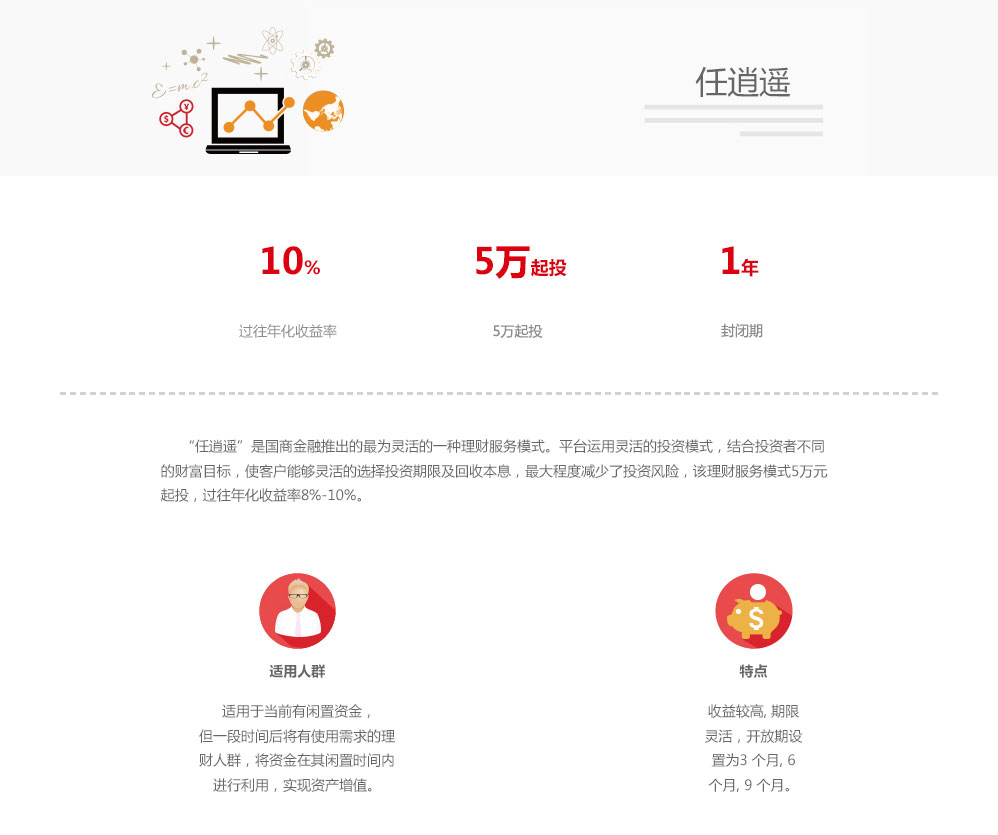 任逍遥
ℰ=mc²
¥
$
€
10%
5万起投
1年
过往年化收益率
5万起投
封闭期
“任逍遥”是国商金融推出的最为灵活的一种理财服务模式。平台运用灵活的投资模式，结合投资者不同
的财富目标，使客户能够灵活的选择投资期限及回收本息，最大程度减少了投资风险，该理财服务模式5万元
起投，过往年化收益率8%-10%。
$
适用人群
特点
适用于当前有闲置资金，
但一段时间后将有使用需求的理
财人群，将资金在其闲置时间内
进行利用，实现资产增值。
收益较高, 期限
灵活，开放期设
置为3 个月, 6
个月, 9 个月。